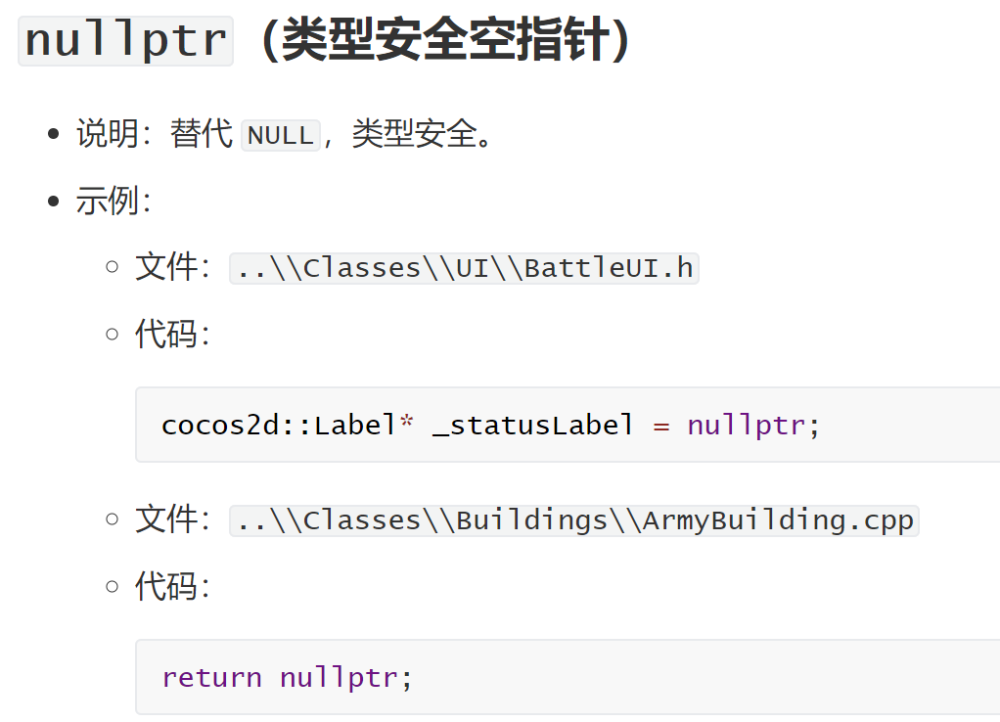 nullptr（类型安全空指针）
说明：替代 NULL，类型安全。
示例：
文件：..\\Classes\\UI\\BattleUI.h
代码：
cocos2d::Label* _statusLabel = nullptr;
文件：..\\Classes\\Buildings\\ArmyBuilding.cpp
代码：
return nullptr;